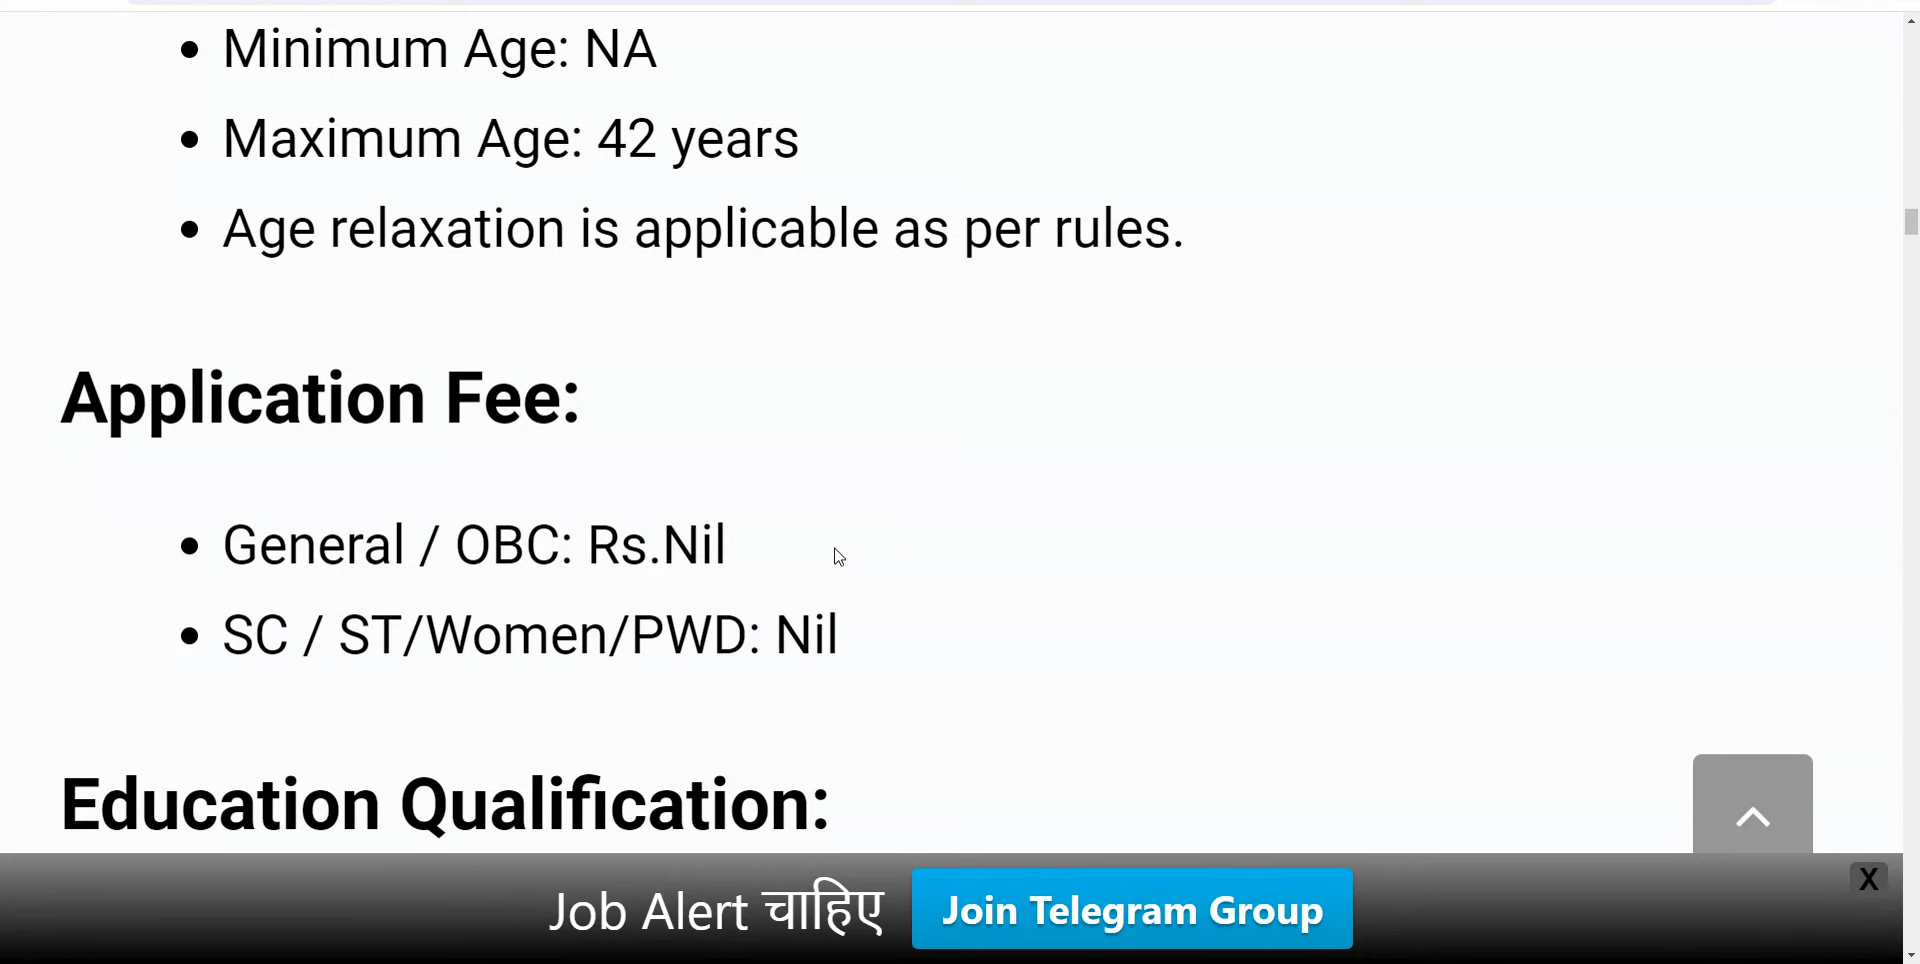 Minimum Age: NA
Maximum Age: 42 years
Age relaxation is applicable as per rules.
Application Fee:
General / OBC: Rs.Nil
SC / ST/Women/PWD: Nil
Education Qualification:
X
Job Alert चाहिए Join Telegram Group